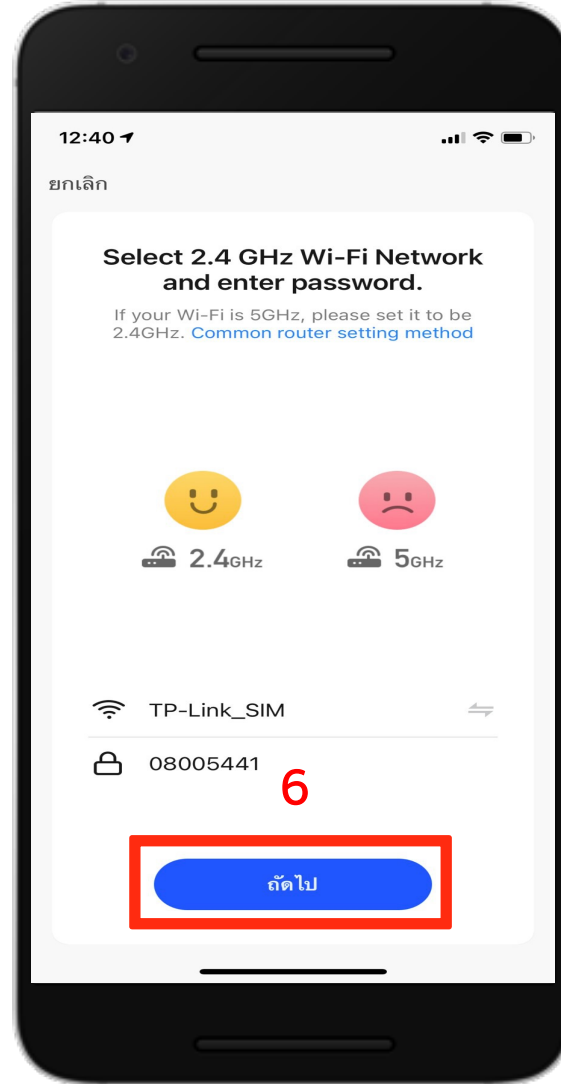 12:40
ยกเลิก
Select 2.4 GHz Wi-Fi Network
and enter password.
If your Wi-Fi is 5GHz, please set it to be
2.4GHz. Common router setting method
2.4GHz 5GHz
TP-Link_SIM
08005441
6
ถัดไป